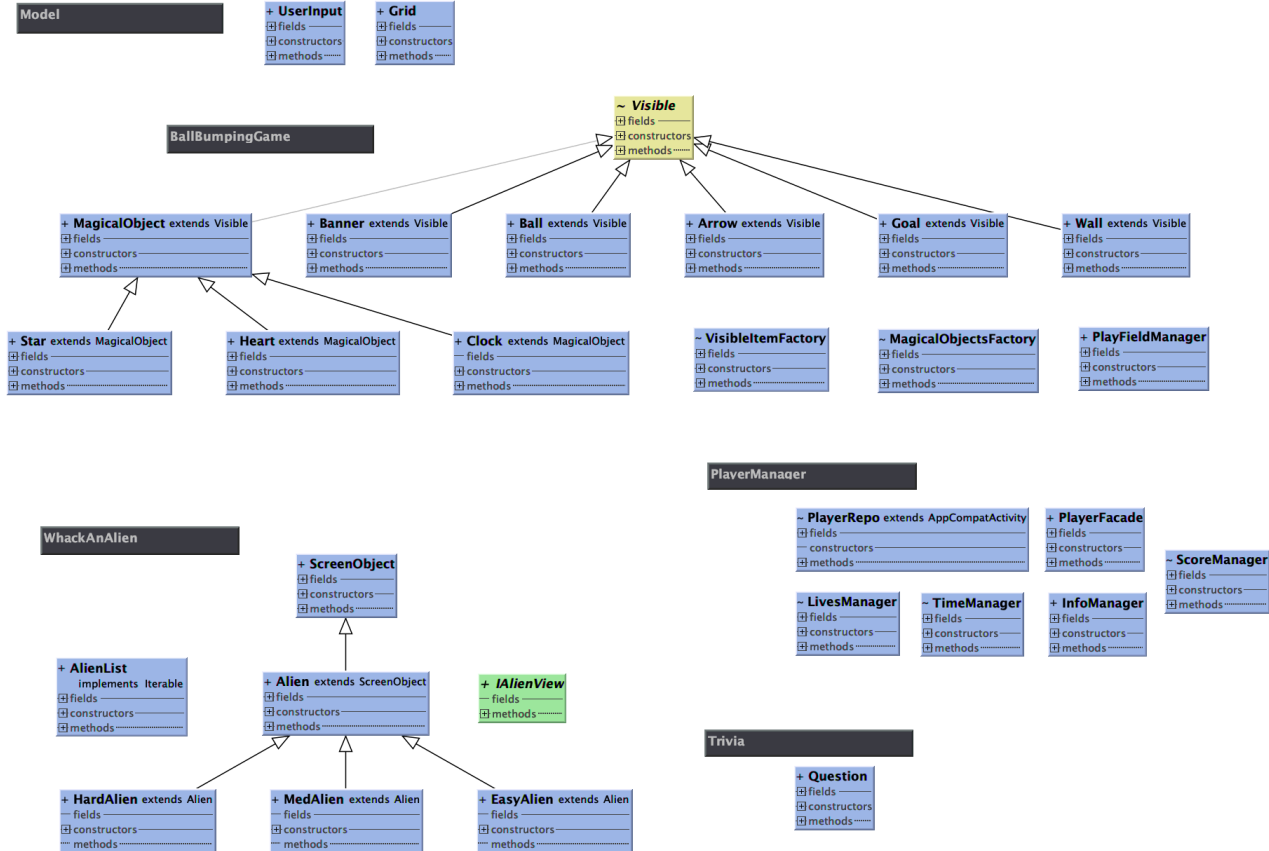 Model
+ UserInput
fields
constructors
methods
+ Grid
fields
constructors
methods
BallBumpingGame
~ Visible
fields
constructors
methods
+ MagicalObject extends Visible
fields
constructors
methods
+ Banner extends Visible
fields
constructors
methods
+ Ball extends Visible
fields
constructors
methods
+ Arrow extends Visible
fields
constructors
methods
+ Goal extends Visible
fields
constructors
methods
+ Wall extends Visible
fields
constructors
methods
+ Star extends MagicalObject
fields
constructors
methods
+ Heart extends MagicalObject
fields
constructors
methods
+ Clock extends MagicalObject
fields
constructors
methods
~ VisibleItemFactory
fields
constructors
methods
~ MagicalObjectsFactory
fields
constructors
methods
+ PlayFieldManager
fields
constructors
methods
PlayerManager
~ PlayerRepo extends AppCompatActivity
fields
constructors
methods
+ PlayerFacade
fields
constructors
methods
~ ScoreManager
fields
constructors
methods
~ LivesManager
fields
constructors
methods
~ TimeManager
fields
constructors
methods
+ InfoManager
fields
constructors
methods
WhackAnAlien
+ ScreenObject
fields
constructors
methods
+ AlienList
implements Iterable
fields
constructors
methods
+ Alien extends ScreenObject
fields
constructors
methods
+ IAlienView
fields
methods
+ HardAlien extends Alien
fields
constructors
methods
+ MedAlien extends Alien
fields
constructors
methods
+ EasyAlien extends Alien
fields
constructors
methods
Trivia
+ Question
fields
constructors
methods